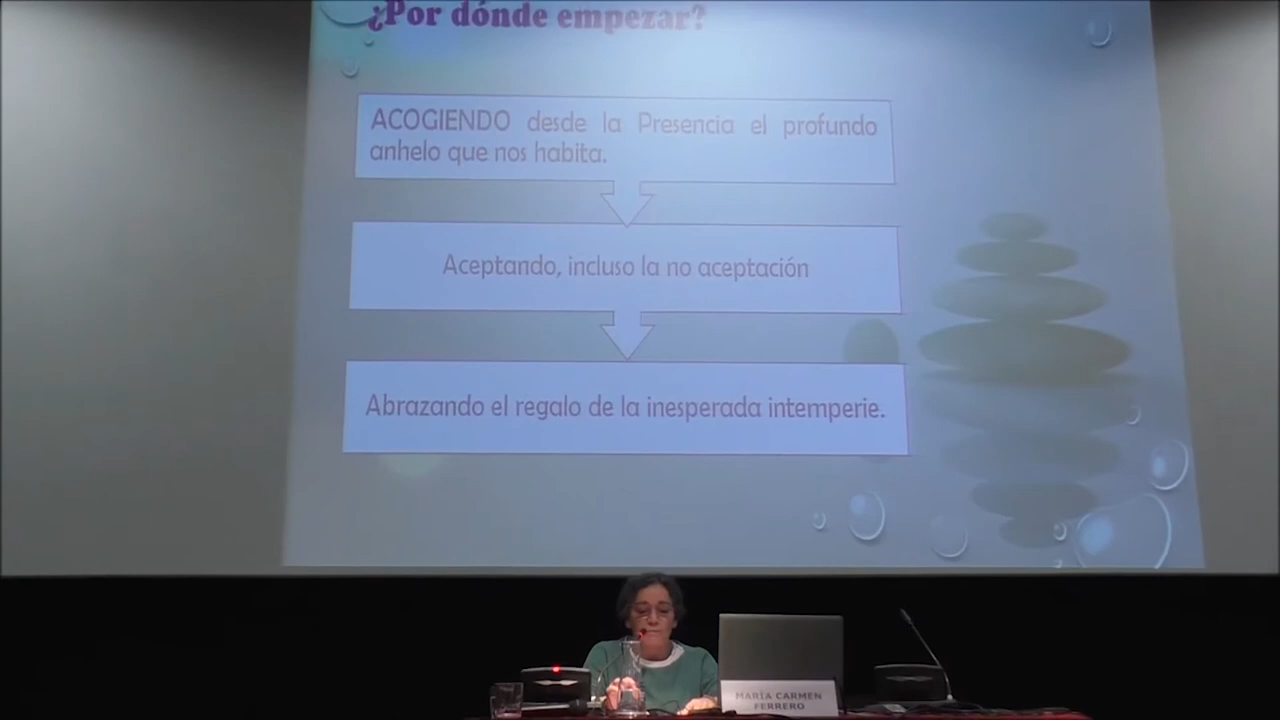 ¿Por dónde empezar?
ACOGIENDO desde la Presencia el profundo
anhelo que nos habita.
Aceptando, incluso la no aceptación
Abrazando el regalo de la inesperada intemperie.
MARÍA CARMEN
FERRERO